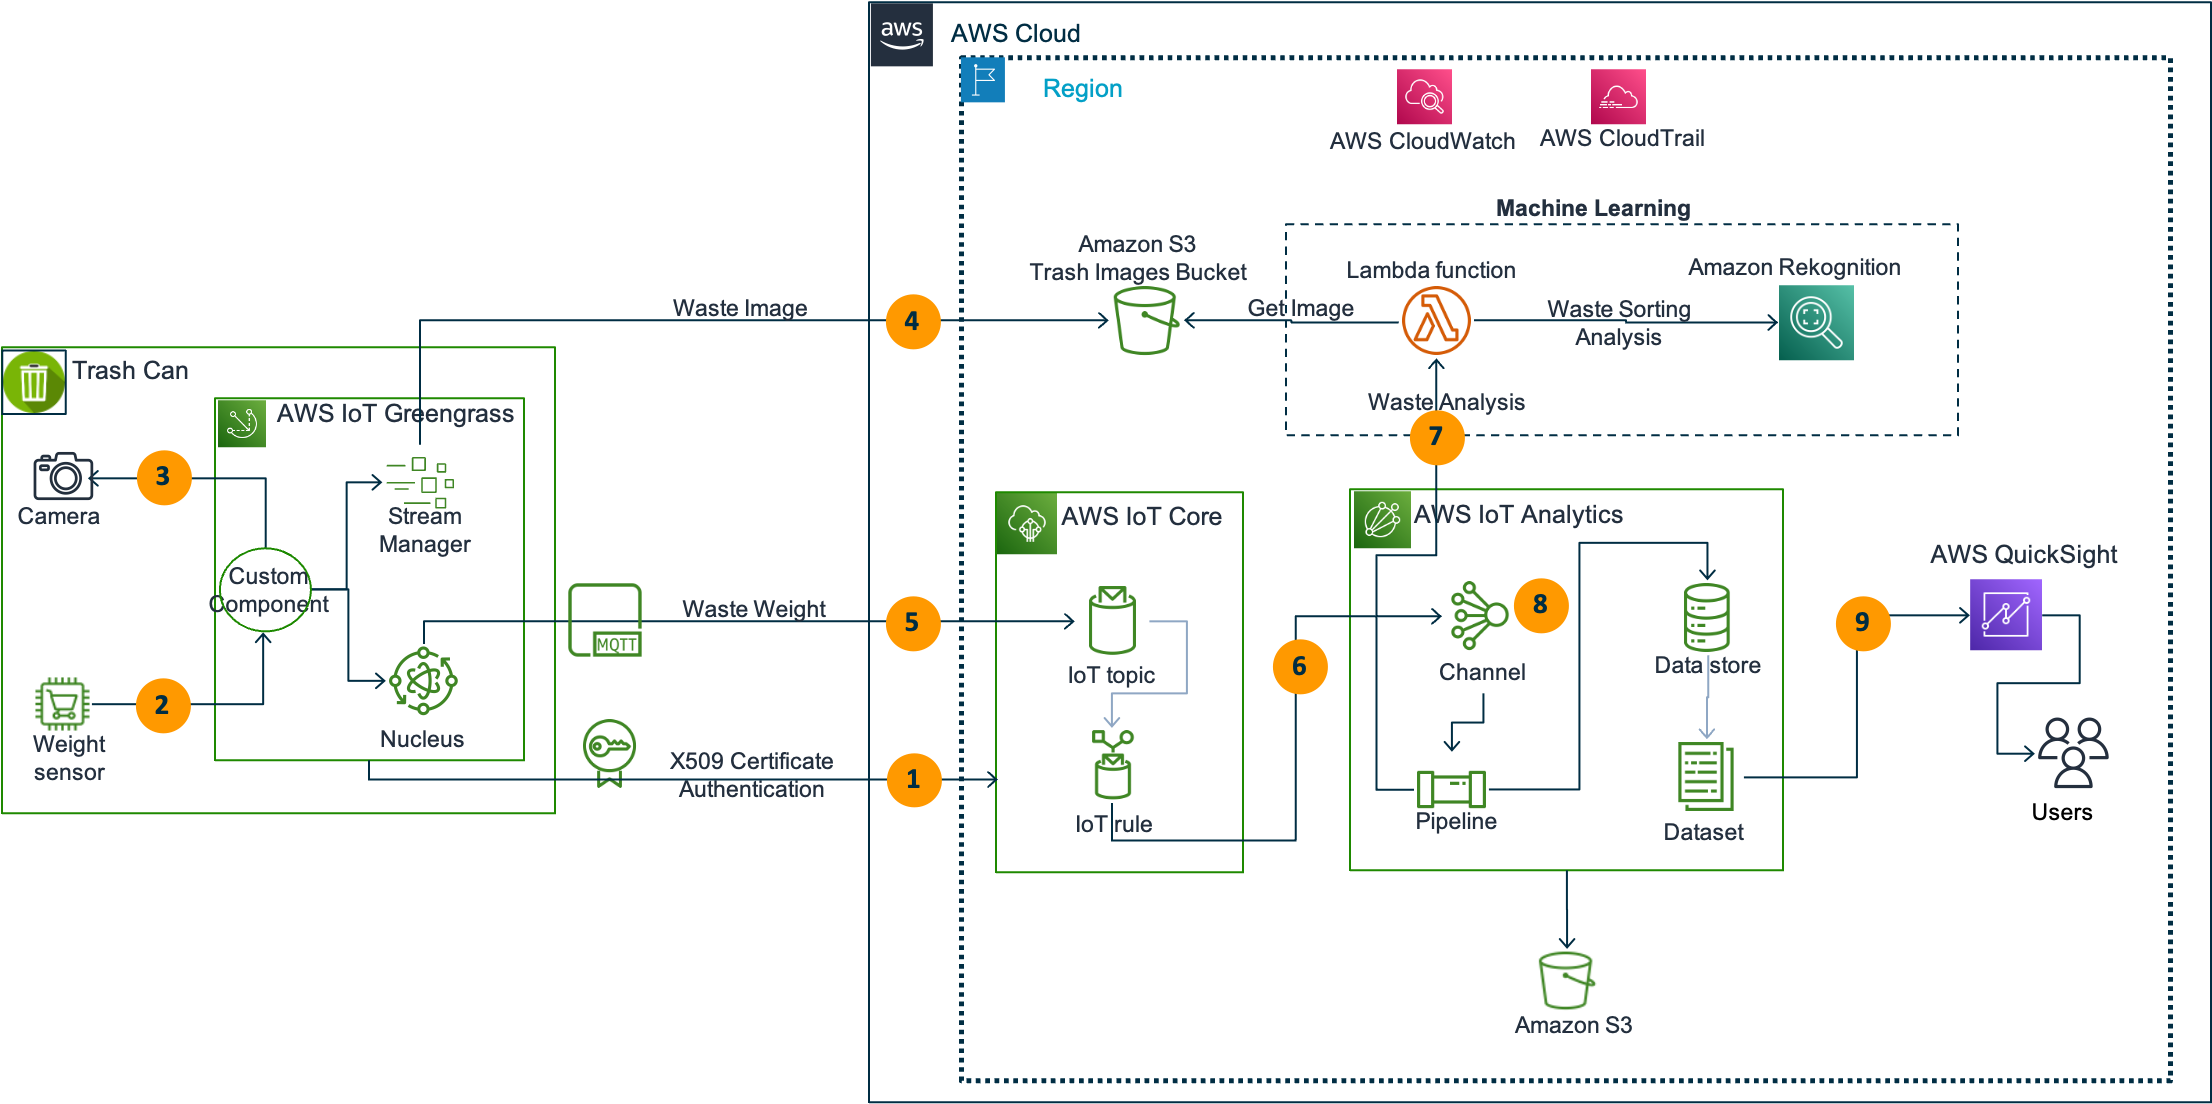 aws
AWS Cloud
Region
AWS CloudWatch
AWS CloudTrail
Machine Learning
Amazon S3
Trash Images Bucket
Lambda function
Amazon Rekognition
Waste Image
4
Get Image
Waste Sorting
Analysis
Waste Analysis
7
Trash Can
AWS IoT Greengrass
3
Camera
Stream
Manager
Custom
Component
2
Weight
sensor
Nucleus
MQTT
Waste Weight
5
X509 Certificate
Authentication
1
AWS IoT Core
IoT topic
IoT rule
6
AWS IoT Analytics
8
Channel
Pipeline
Data store
Dataset
9
AWS QuickSight
Users
Amazon S3